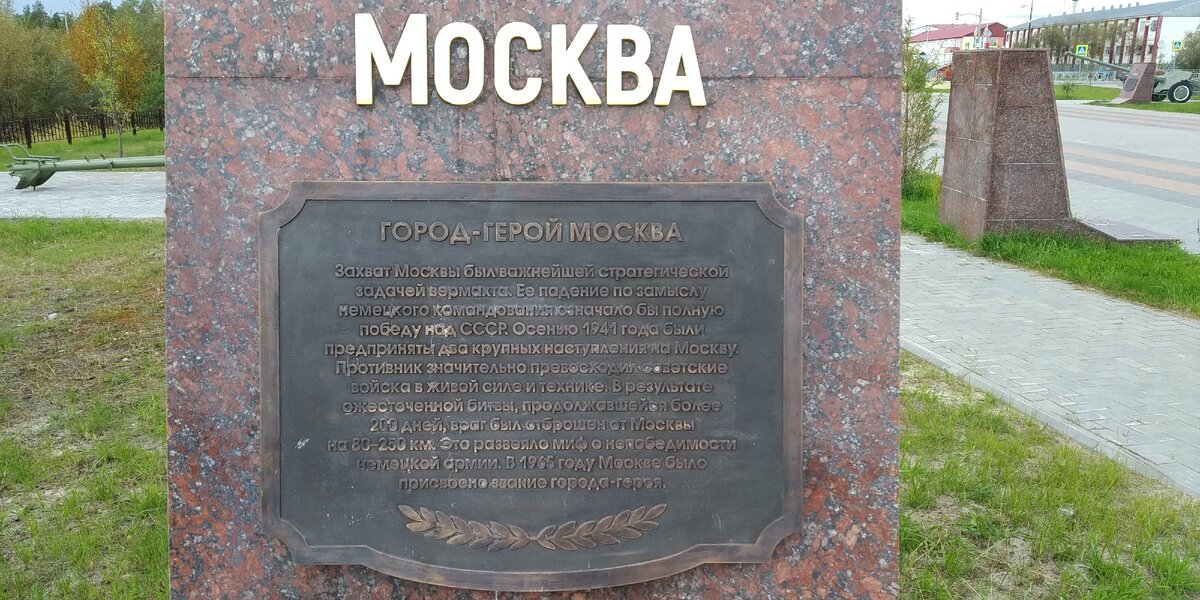 МОСКВА
ГОРОД-ГЕРОЙ МОСКВА
Захват Москвы был важнейшей стратегической
задачей вермахта. Ее падение по замыслу
немецкого командования означало бы полную
победу над СССР. Осенью 1941 года были
предприняты два крупных наступления на Москву.
Противник значительно превосходил советские
войска в живой силе и технике. В результате
ожесточенной битвы, продолжавшейся более
200 дней, враг был отброшен от Москвы
на 80-250 км. Это развеяло миф о непобедимости
немецкой армии. В 1965 году Москве было
присвоено звание города-героя.